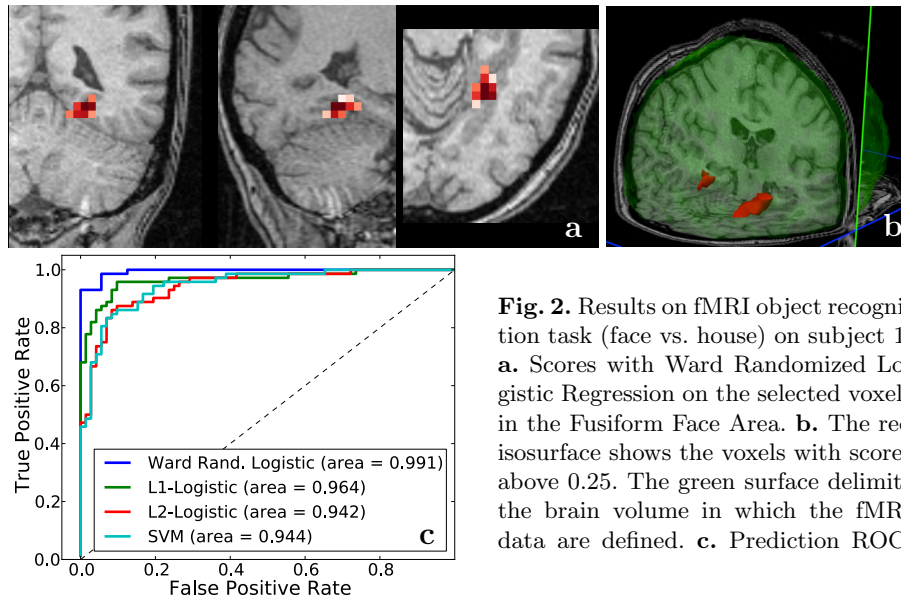 a
b
1.0
0.8
0.6
0.4
0.2
0.0
True Positive Rate
Ward Rand. Logistic (area = 0.991)
L1-Logistic (area = 0.964)
L2-Logistic (area = 0.942)
SVM (area = 0.944)
c
0.0 0.2 0.4 0.6 0.8
False Positive Rate
Fig. 2. Results on fMRI object recogni
tion task (face vs. house) on subject 1
a. Scores with Ward Randomized Lo
gistic Regression on the selected voxel
in the Fusiform Face Area. b. The re
isosurface shows the voxels with score
above 0.25. The green surface delimit
the brain volume in which the fMR
data are defined. c. Prediction ROC